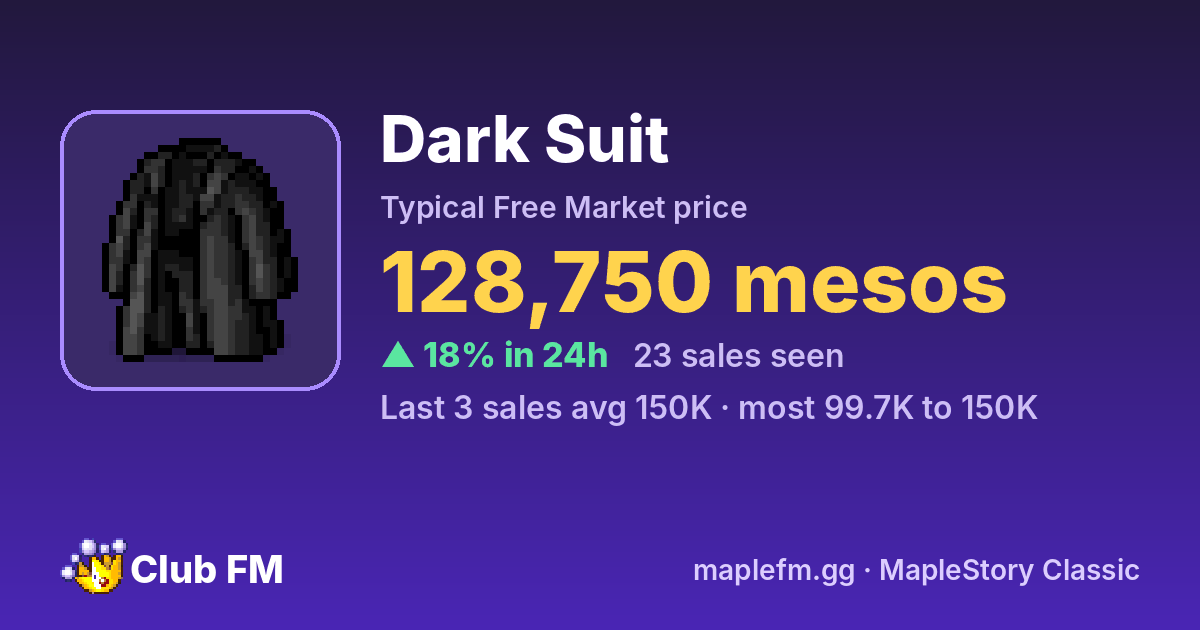 Dark Suit
Typical Free Market price
128,750 mesos
▲ 18% in 24h 23 sales seen
Last 3 sales avg 150K · most 99.7K to 150K
Club FM
maplefm.gg · MapleStory Classic